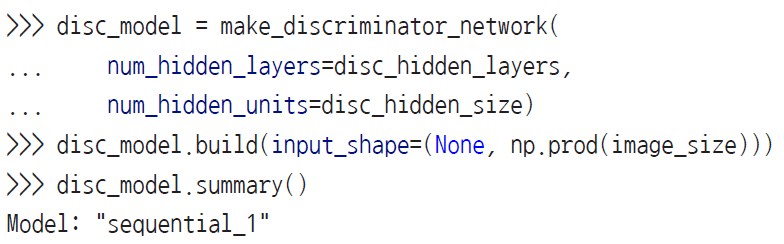 >>> disc_model = make_discriminator_network(
...     num_hidden_layers=disc_hidden_layers,
...     num_hidden_units=disc_hidden_size)
>>> disc_model.build(input_shape=(None, np.prod(image_size)))
>>> disc_model.summary()
Model: "sequential_1"